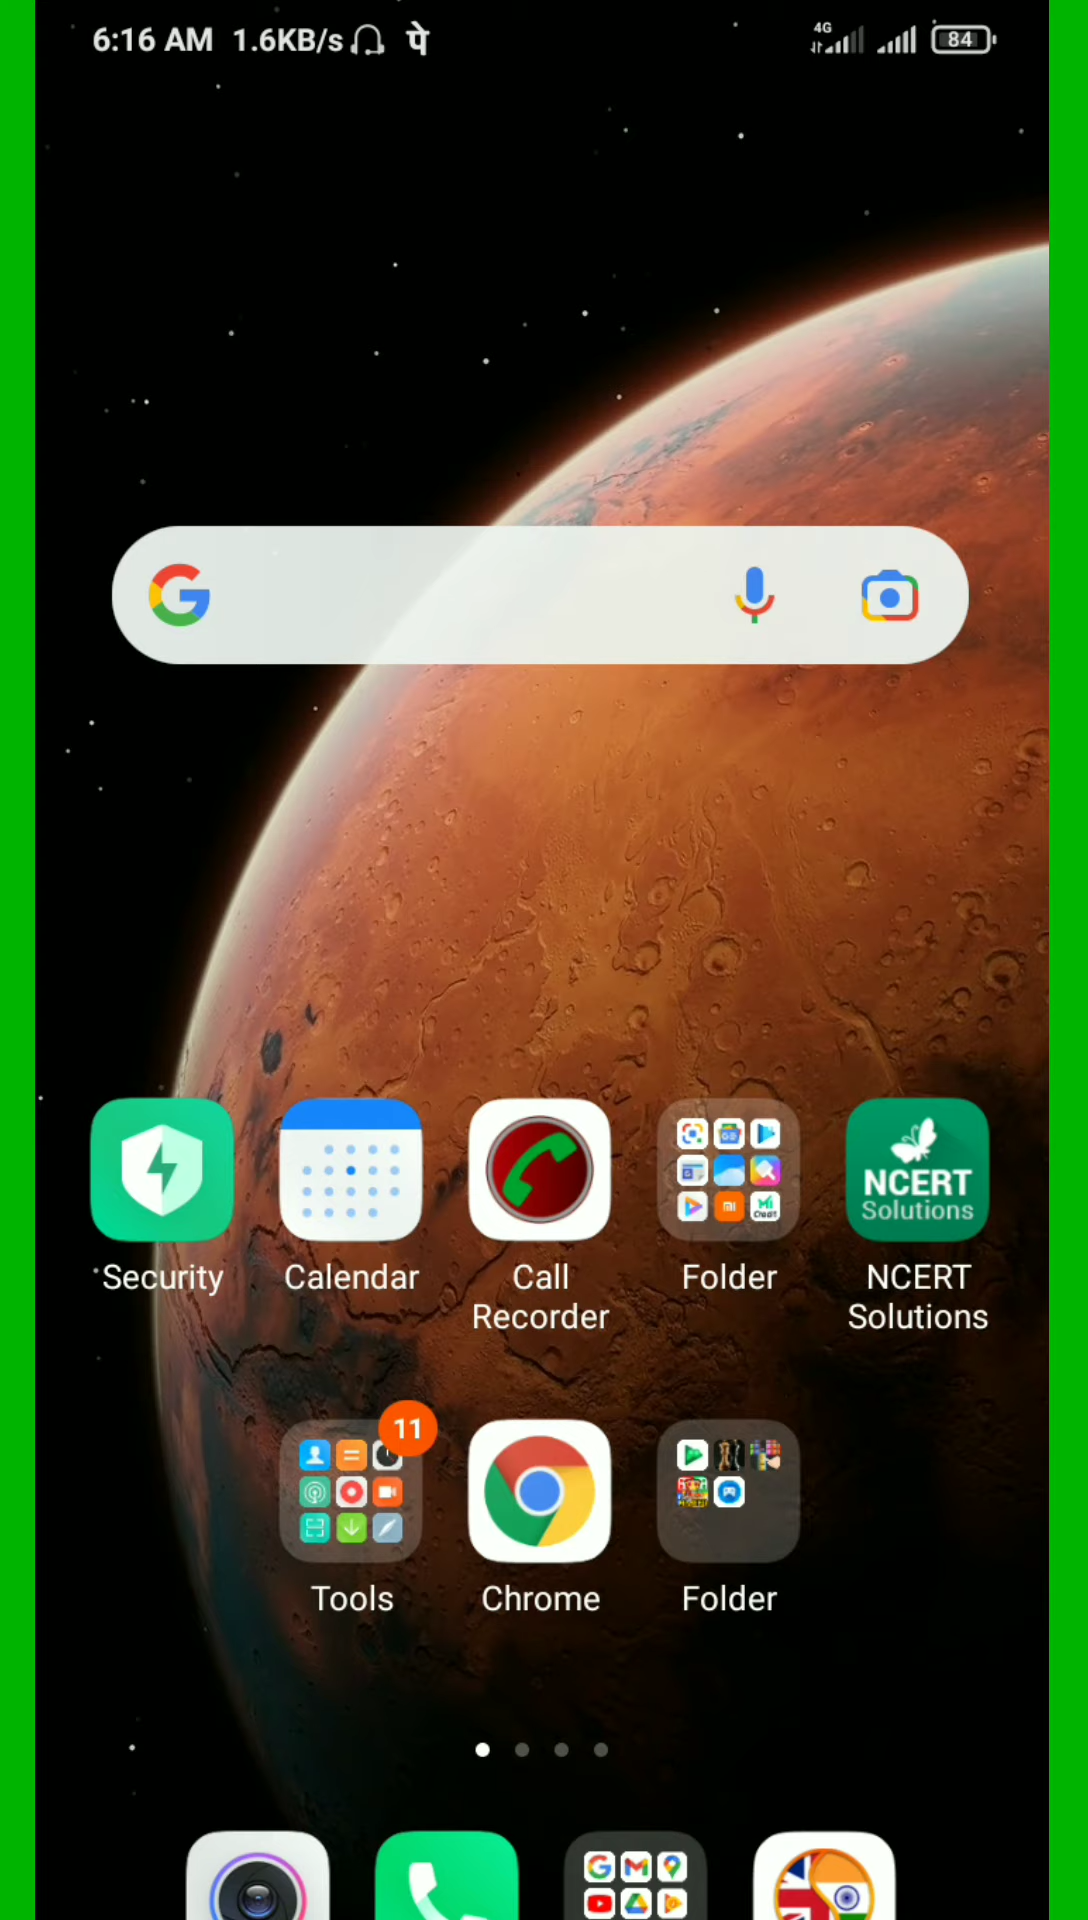 6:16 AM 1.6KB/s पे 4G 84
NCERT
Solutions
Security
Calendar
Call
Recorder
Folder
NCERT
Solutions
11
Tools
Chrome
Folder